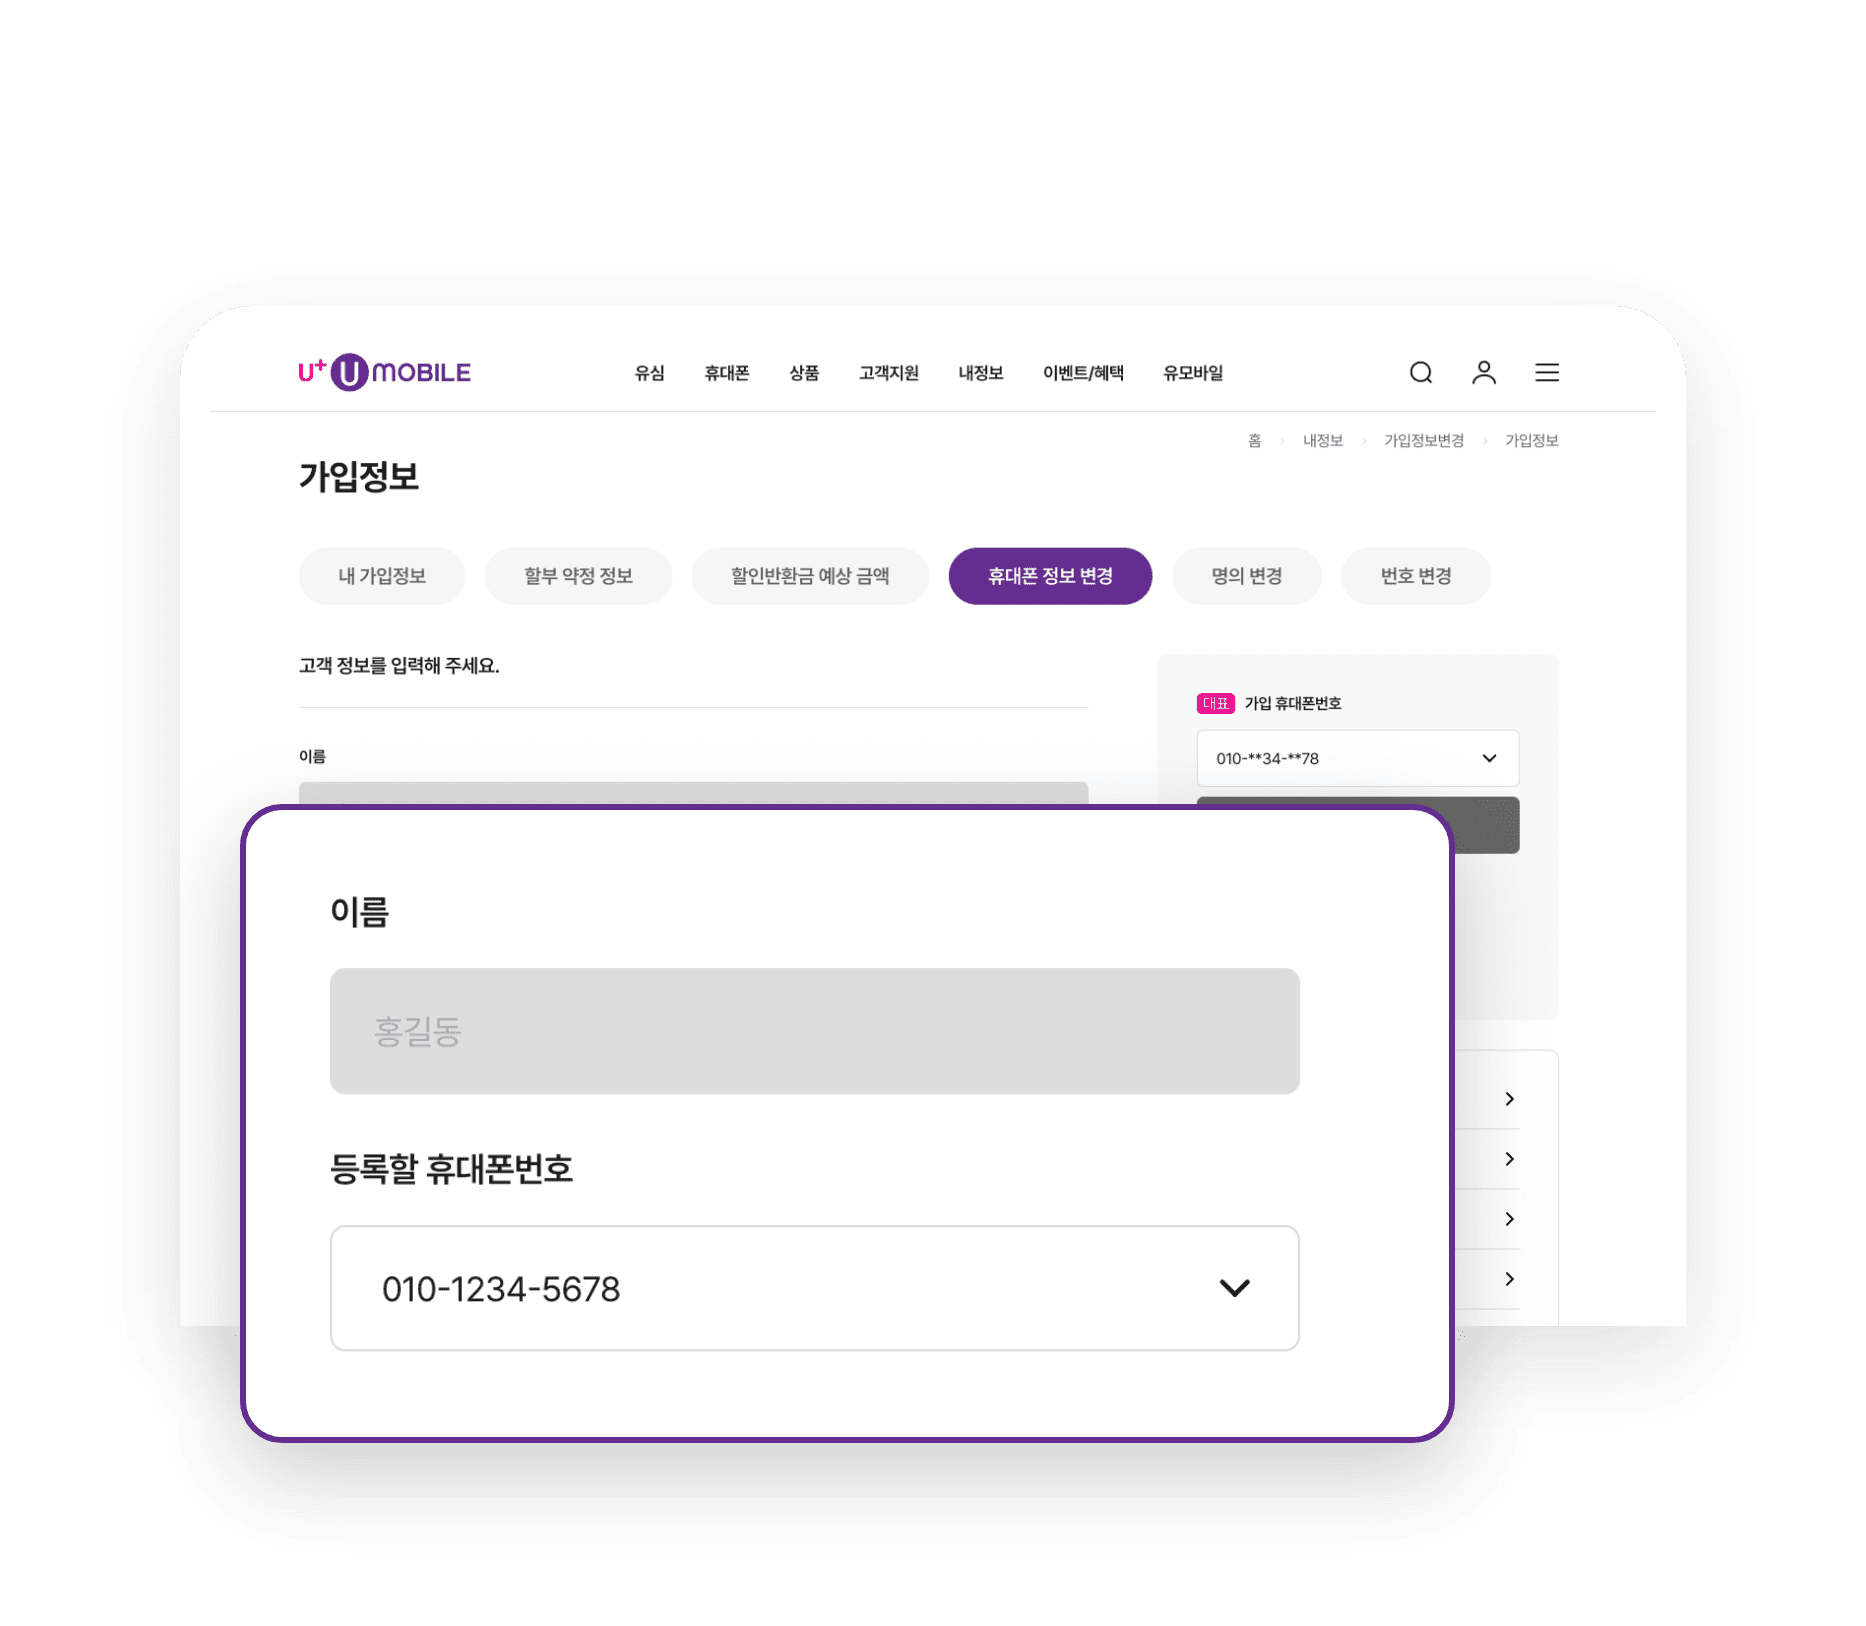 U+ U MOBILE
유심 휴대폰 상품 고객지원 내정보 이벤트/혜택 유모바일
홈 > 내정보 > 가입정보변경 > 가입정보
가입정보
내 가입정보 할부 약정 정보 할인반환금 예상 금액 휴대폰 정보 변경 명의 변경 번호 변경
고객 정보를 입력해 주세요.
이름
대표 가입 휴대폰번호
010-**34-**78
이름
홍길동
등록할 휴대폰번호
010-1234-5678